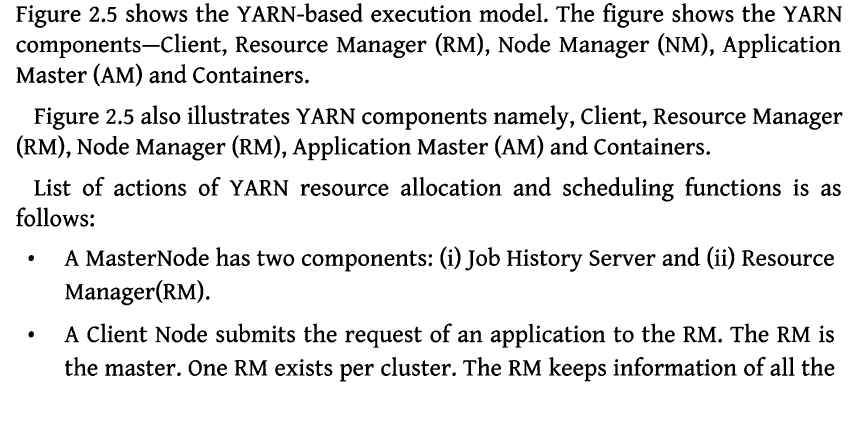 Figure 2.5 shows the YARN-based execution model. The figure shows the YARN
components—Client, Resource Manager (RM), Node Manager (NM), Application
Master (AM) and Containers.
Figure 2.5 also illustrates YARN components namely, Client, Resource Manager
(RM), Node Manager (RM), Application Master (AM) and Containers.
List of actions of YARN resource allocation and scheduling functions is as
follows:
• A MasterNode has two components: (i) Job History Server and (ii) Resource
Manager(RM).
• A Client Node submits the request of an application to the RM. The RM is
the master. One RM exists per cluster. The RM keeps information of all the